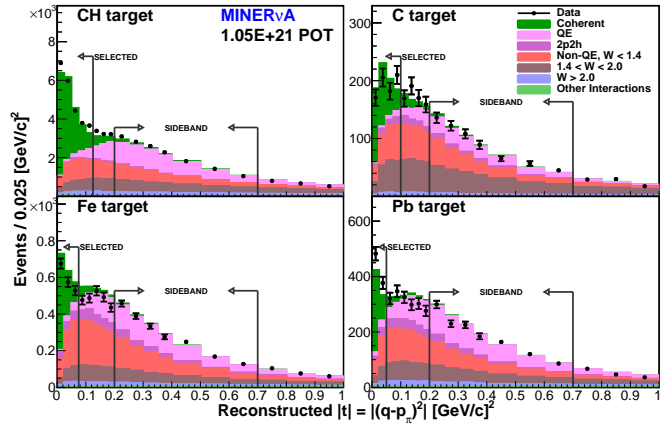 CH target
MINERνA
1.05E+21 POT
×10³
SELECTED
SIDEBAND
6
4
2
C target
Data
Coherent
QE
2p2h
Non-QE, W < 1.4
1.4 < W < 2.0
W > 2.0
Other Interactions
SELECTED
SIDEBAND
300
200
100
Fe target
×10³
SELECTED
SIDEBAND
0.8
0.6
0.4
0.2
0
0 0.1 0.2 0.3 0.4 0.5 0.6 0.7 0.8 0.9 1
Pb target
SELECTED
SIDEBAND
600
400
200
0
0 0.1 0.2 0.3 0.4 0.5 0.6 0.7 0.8 0.9 1
Events / 0.025 [GeV/c]²
Reconstructed |t| = |(q-pπ)²| [GeV/c]²